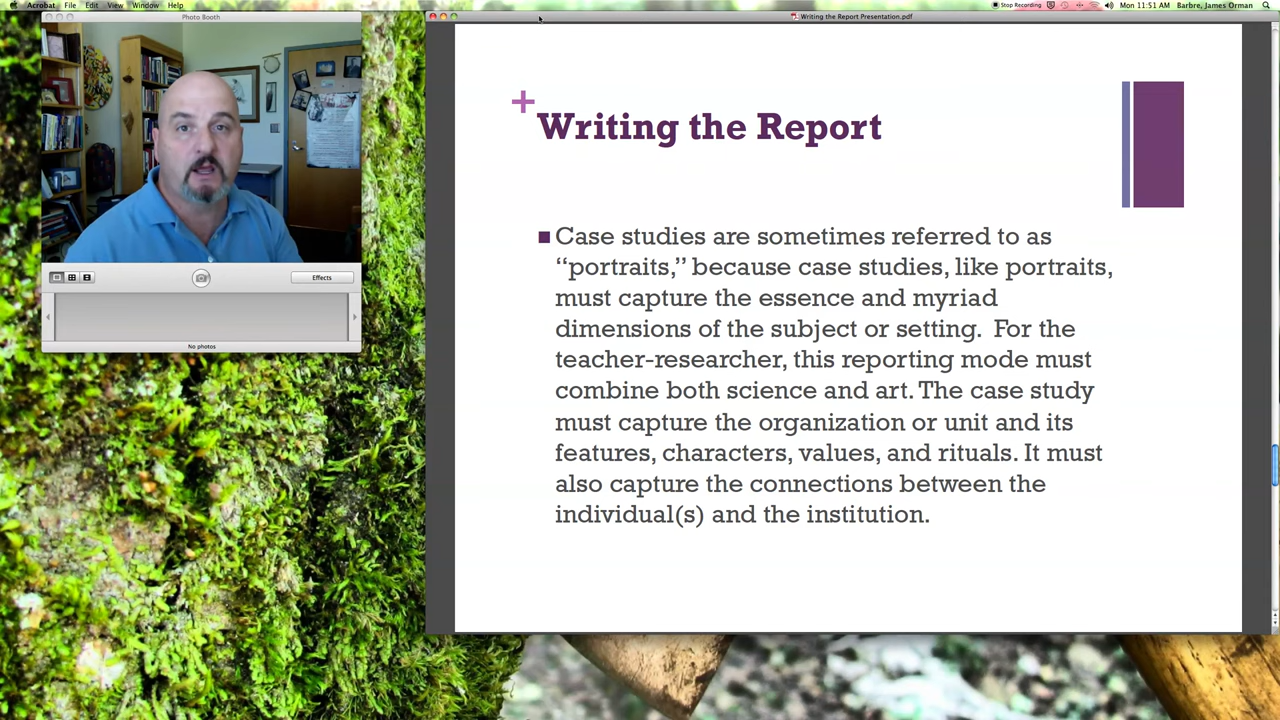 Acrobat File Edit View Window Help
Stop Recording Mon 11:51 AM Barbre, James Orman
Photo Booth
Writing the Report Presentation.pdf
+
Writing the Report
Case studies are sometimes referred to as
“portraits,” because case studies, like portraits,
must capture the essence and myriad
dimensions of the subject or setting. For the
teacher-researcher, this reporting mode must
combine both science and art. The case study
must capture the organization or unit and its
features, characters, values, and rituals. It must
also capture the connections between the
individual(s) and the institution.
Effects
No photos